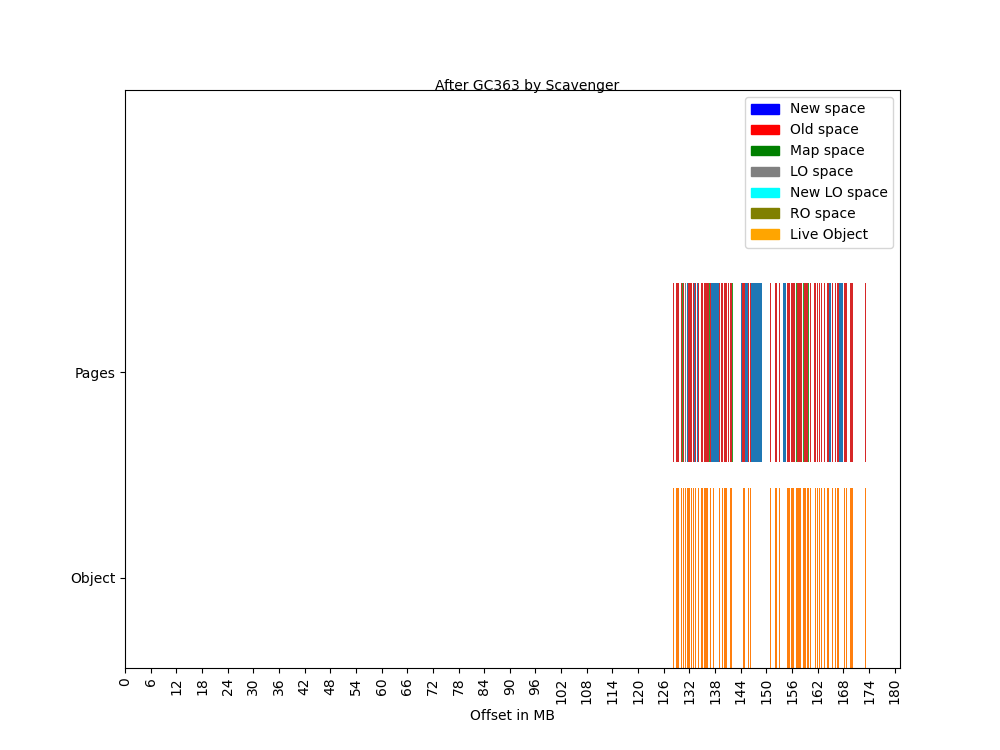 After GC363 by Scavenger
New space
Old space
Map space
LO space
New LO space
RO space
Live Object
Pages
Object
0 6 12 18 24 30 36 42 48 54 60 66 72 78 84 90 96 102 108 114 120 126 132 138 144 150 156 162 168 174 180
Offset in MB